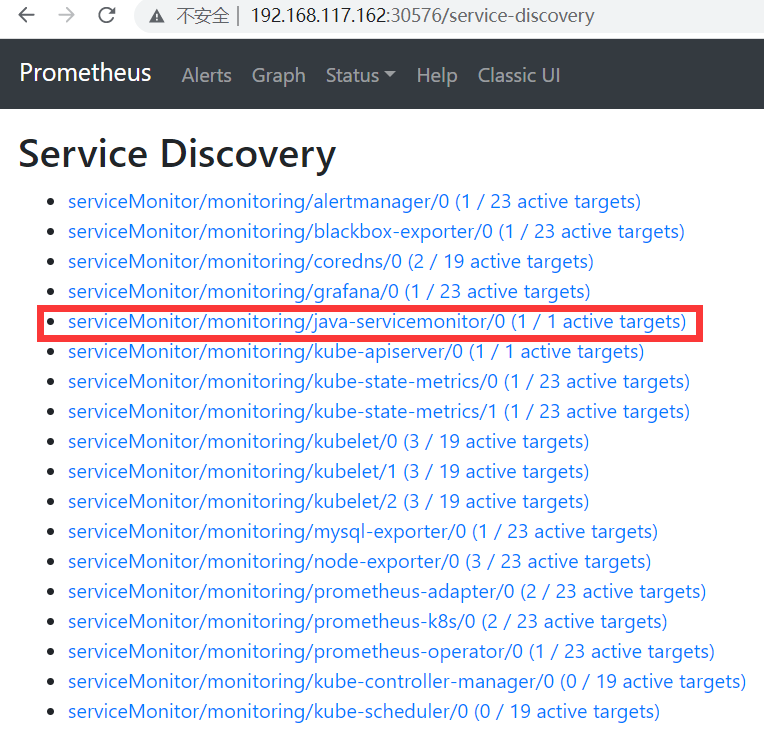 不安全 | 192.168.117.162:30576/service-discovery
Prometheus Alerts Graph Status Help Classic UI
Service Discovery
serviceMonitor/monitoring/alertmanager/0 (1 / 23 active targets)
serviceMonitor/monitoring/blackbox-exporter/0 (1 / 23 active targets)
serviceMonitor/monitoring/coredns/0 (2 / 19 active targets)
serviceMonitor/monitoring/grafana/0 (1 / 23 active targets)
serviceMonitor/monitoring/java-servicemonitor/0 (1 / 1 active targets)
serviceMonitor/monitoring/kube-apiserver/0 (1 / 1 active targets)
serviceMonitor/monitoring/kube-state-metrics/0 (1 / 23 active targets)
serviceMonitor/monitoring/kube-state-metrics/1 (1 / 23 active targets)
serviceMonitor/monitoring/kubelet/0 (3 / 19 active targets)
serviceMonitor/monitoring/kubelet/1 (3 / 19 active targets)
serviceMonitor/monitoring/kubelet/2 (3 / 19 active targets)
serviceMonitor/monitoring/mysql-exporter/0 (1 / 23 active targets)
serviceMonitor/monitoring/node-exporter/0 (3 / 23 active targets)
serviceMonitor/monitoring/prometheus-adapter/0 (2 / 23 active targets)
serviceMonitor/monitoring/prometheus-k8s/0 (2 / 23 active targets)
serviceMonitor/monitoring/prometheus-operator/0 (1 / 23 active targets)
serviceMonitor/monitoring/kube-controller-manager/0 (0 / 19 active targets)
serviceMonitor/monitoring/kube-scheduler/0 (0 / 19 active targets)